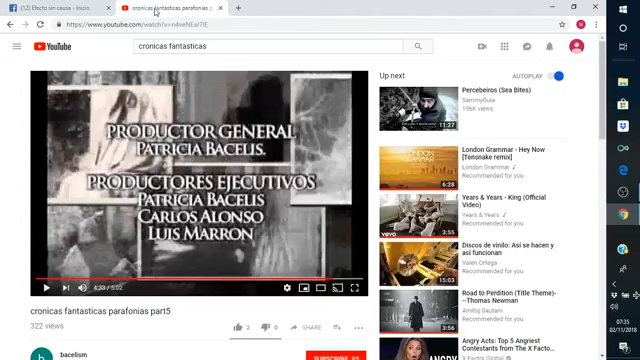 (12) Efecto sin causa - Inicio
cronicas fantasticas parafonias p
https://www.youtube.com/watch?v=n4veNEaJ7lE
YouTube
cronicas fantasticas
PRODUCTOR GENERAL
PATRICIA BACELIS.
PRODUCTORES EJECUTIVOS
PATRICIA BACELIS
CARLOS ALONSO
LUIS MARRON
4:33 / 5:02
cronicas fantasticas parafonias part5
322 views
2
0
SHARE
bacelism
SUBSCRIBE 95
Up next
AUTOPLAY
Percebeiros (Sea Bites)
SammyGuia
196K views
11:27
London Grammar - Hey Now
[Tensnake remix]
London Grammar
Recommended for you
6:28
Years & Years - King (Official
Video)
Years & Years
Recommended for you
vevo
3:55
Discos de vinilo: Así se hacen y
así funcionan
Valen Ortega
Recommended for you
15:03
Road to Perdition (Title Theme)-
-Thomas Newman
Amitoj Gautam
Recommended for you
3:56
Angry Acts: Top 5 Angriest
Contestants from The X Facto...
X Factor Global
07:35
02/11/2018